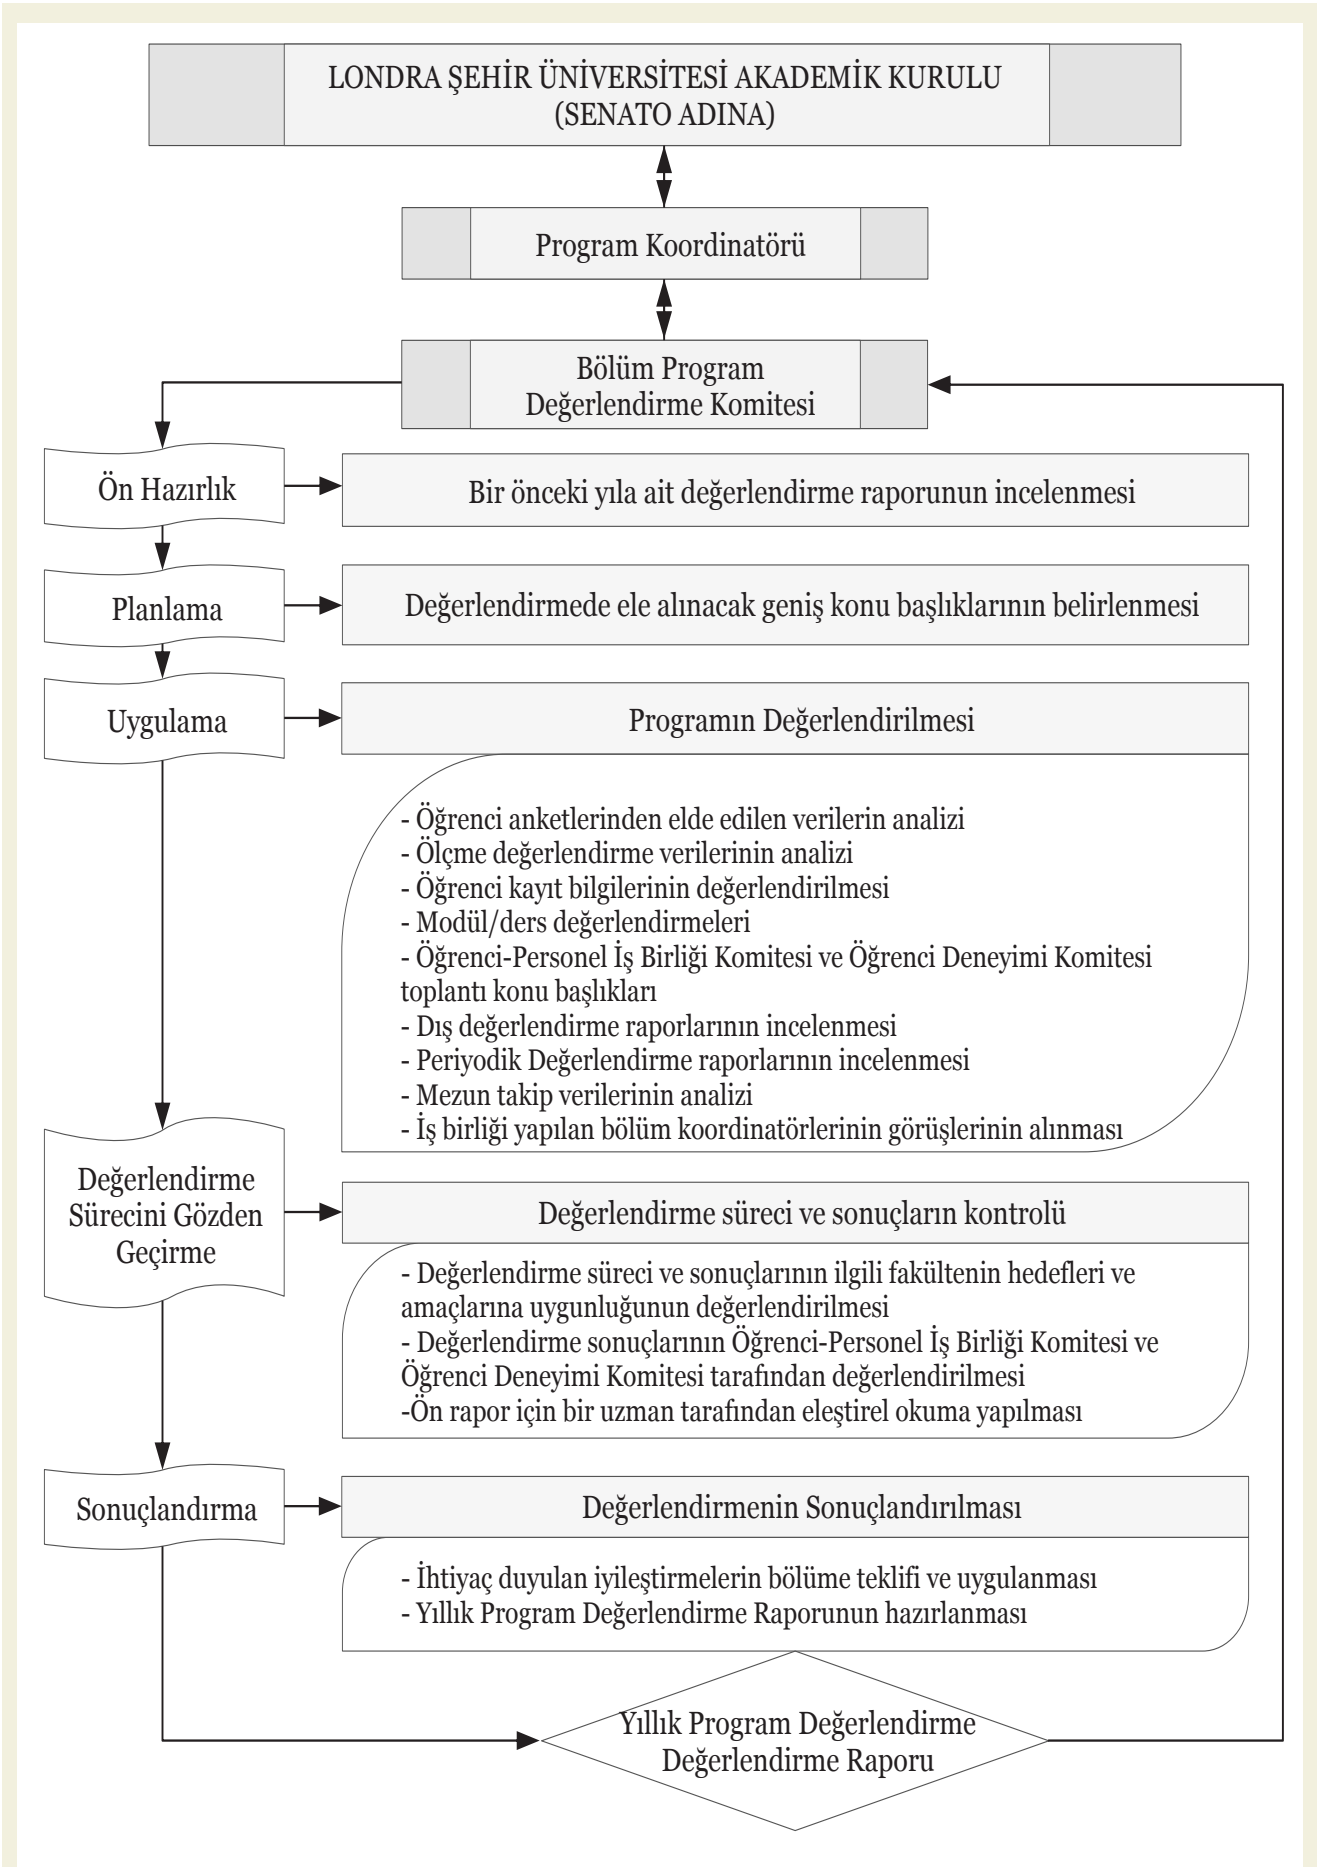 LONDRA ŞEHİR ÜNİVERSİTESİ AKADEMİK KURULU
(SENATO ADINA)
Program Koordinatörü
Bölüm Program
Değerlendirme Komitesi
Ön Hazırlık
Bir önceki yıla ait değerlendirme raporunun incelenmesi
Planlama
Değerlendirmede ele alınacak geniş konu başlıklarının belirlenmesi
Uygulama
Programın Değerlendirilmesi
- Öğrenci anketlerinden elde edilen verilerin analizi
- Ölçme değerlendirme verilerinin analizi
- Öğrenci kayıt bilgilerinin değerlendirilmesi
- Modül/ders değerlendirmeleri
- Öğrenci-Personel İş Birliği Komitesi ve Öğrenci Deneyimi Komitesi
toplantı konu başlıkları
- Dış değerlendirme raporlarının incelenmesi
- Periyodik Değerlendirme raporlarının incelenmesi
- Mezun takip verilerinin analizi
- İş birliği yapılan bölüm koordinatörlerinin görüşlerinin alınması
Değerlendirme
Sürecini Gözden
Geçirme
Değerlendirme süreci ve sonuçların kontrolü
- Değerlendirme süreci ve sonuçlarının ilgili fakültenin hedefleri ve
amaçlarına uygunluğunun değerlendirilmesi
- Değerlendirme sonuçlarının Öğrenci-Personel İş Birliği Komitesi ve
Öğrenci Deneyimi Komitesi tarafından değerlendirilmesi
-Ön rapor için bir uzman tarafından eleştirel okuma yapılması
Sonuçlandırma
Değerlendirmenin Sonuçlandırılması
- İhtiyaç duyulan iyileştirmelerin bölüme teklifi ve uygulanması
- Yıllık Program Değerlendirme Raporunun hazırlanması
Yıllık Program Değerlendirme
Değerlendirme Raporu